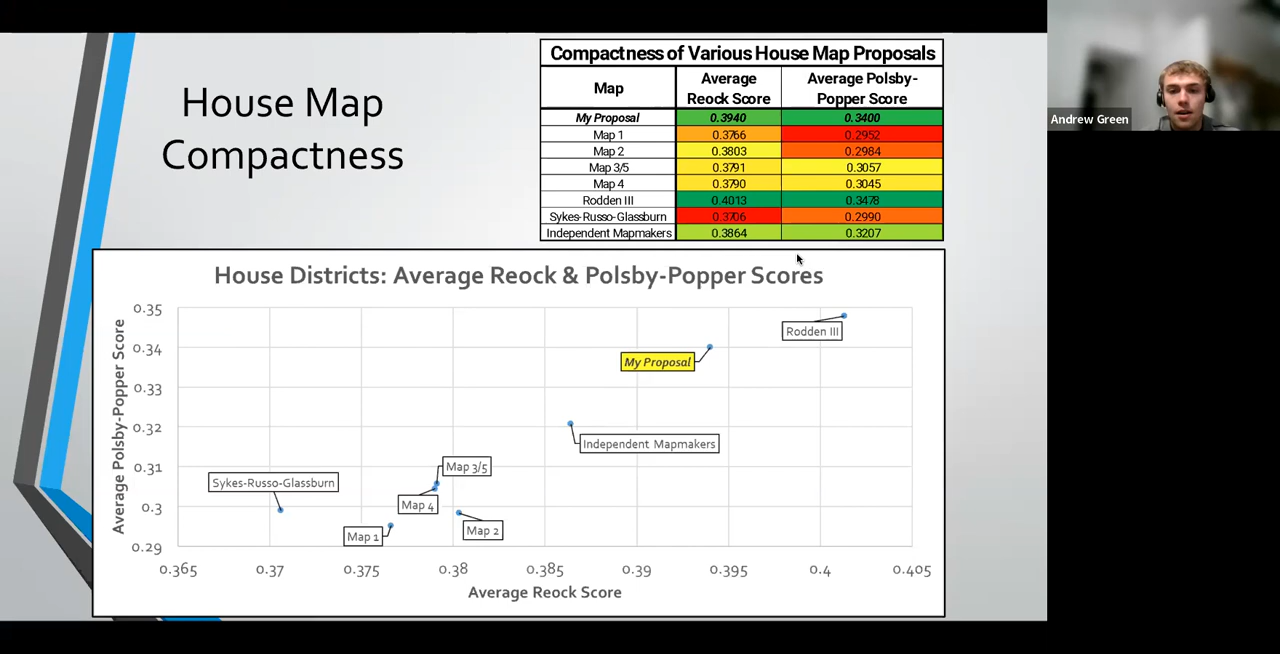 House Map
Compactness
Compactness of Various House Map Proposals
Map
Average
Reock Score
Average Polsby-
Popper Score
My Proposal 0.3940 0.3400
Map 1 0.3766 0.2952
Map 2 0.3803 0.2984
Map 3/5 0.3791 0.3057
Map 4 0.3790 0.3045
Rodden III 0.4013 0.3478
Sykes-Russo-Glassburn 0.3706 0.2990
Independent Mapmakers 0.3864 0.3207
Andrew Green
House Districts: Average Reock & Polsby-Popper Scores
Average Polsby-Popper Score
0.35
0.34
0.33
0.32
0.31
0.3
0.29
Rodden III
My Proposal
Independent Mapmakers
Map 3/5
Sykes-Russo-Glassburn
Map 4
Map 2
Map 1
0.365 0.37 0.375 0.38 0.385 0.39 0.395 0.4 0.405
Average Reock Score